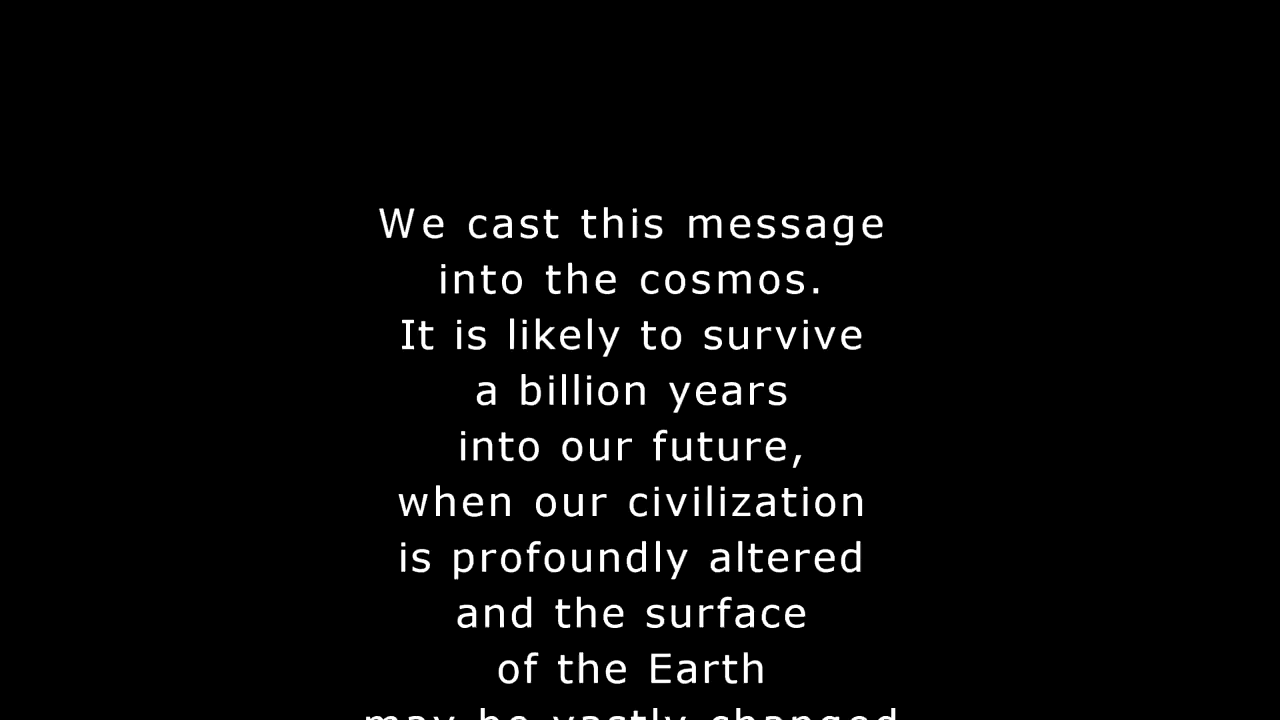 We cast this message
into the cosmos.
It is likely to survive
a billion years
into our future,
when our civilization
is profoundly altered
and the surface
of the Earth
may be vastly changed